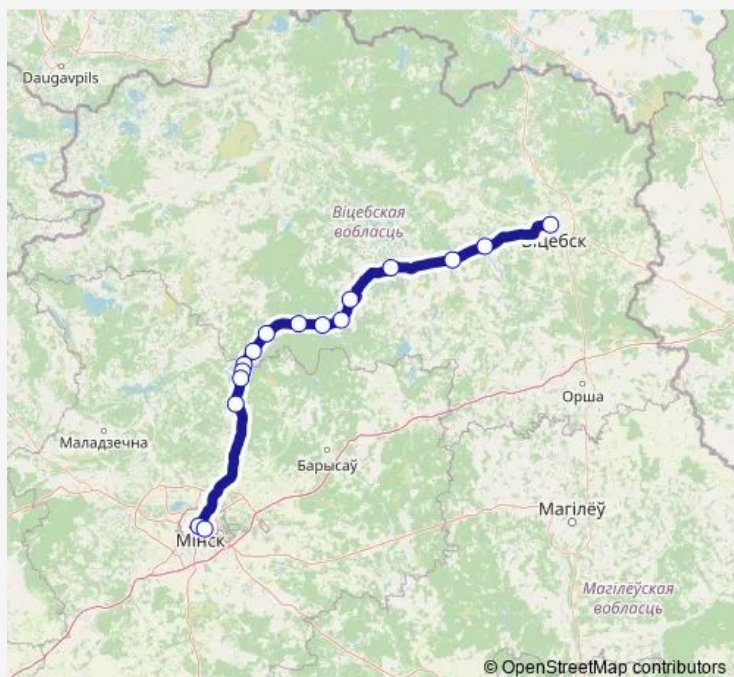 Daugavpils
Віцебская
вобласць
Віцебск
Орша
Маладзечна
Барысаў
Магілёў
Мінск
Магілёўская
вобласць
© OpenStreetMap contributors